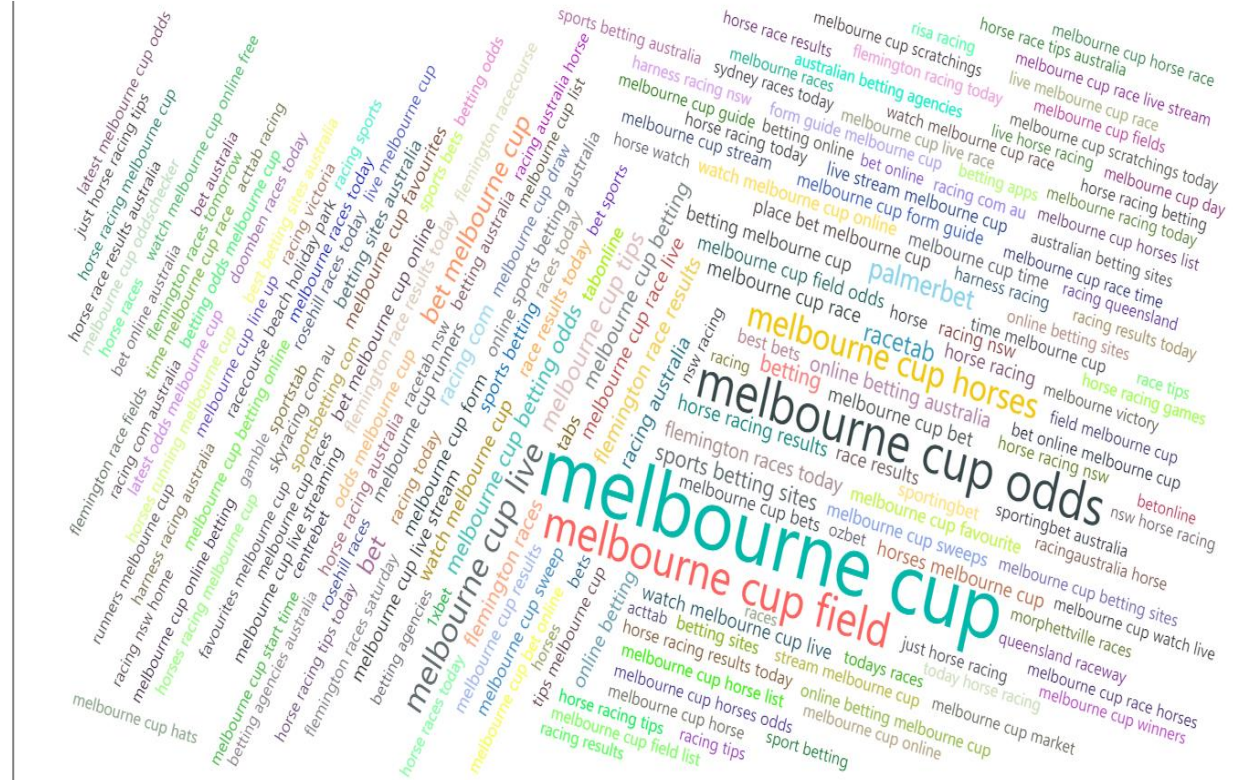 latest melbourne cup odds
just horse racing tips
horse racing melbourne cup
horse race results australia
melbourne cup oddschecker
horse races
watch melbourne cup online free
bet online australia
flemington races tomorrow
bet australia
time melbourne cup race
acttab racing
betting odds melbourne cup
doomben races today
best betting sites australia
racing victoria
racing sports
melbourne cup line up
racecourse beach holiday park
melbourne races today
live melbourne cup
rosehill races today
betting sites australia
melbourne cup favourites
sports bets
betting odds
flemington race fields
racing com australia
latest odds melbourne cup
horses running melbourne cup
melbourne cup betting online
gamble
sportstab
skyracing com au
sportsbetting com
bet melbourne cup online
flemington race results today
flemington racecourse
bet melbourne cup
betting australia
racing australia horse
melbourne cup list
melbourne cup draw
online sports betting australia
races today
bet sports
runners melbourne cup
harness racing australia
racing nsw home
melbourne cup online betting
horses racing melbourne cup
favourites melbourne cup
melbourne cup races
melbourne cup live streaming
centrebet
odds melbourne cup
horse racing australia
racetab nsw
melbourne cup runners
racing com
sports betting
race results today
tabonline
melbourne cup start time
betting agencies australia
rosehill races
horse racing tips today
bet
flemington races saturday
racing today
melbourne cup form
melbourne cup live stream
watch melbourne cup
melbourne cup betting odds
melbourne cup tips
melbourne cup betting
betting agencies
1xbet
melbourne cup live
tabs
melbourne cup race live
flemington race results
racing australia
nsw racing
horse races today
flemington races
melbourne cup results
melbourne cup sweep
melbourne cup bet online
horses
bets
tips melbourne cup
online betting
melbourne cup hats
sports betting australia
horse race results
melbourne cup scratchings
risa racing
horse race tips australia
melbourne cup horse race
harness racing nsw
melbourne races
sydney races today
australian betting agencies
flemington racing today
live melbourne cup race
melbourne cup race live stream
melbourne cup guide
horse racing today
form guide melbourne cup
betting online
melbourne cup live race
watch melbourne cup race
live horse racing
melbourne cup fields
melbourne cup scratchings today
melbourne cup stream
horse watch
watch melbourne cup online
live stream melbourne cup
bet online
racing com au
betting apps
horse racing betting
melbourne cup day
melbourne cup form guide
melbourne racing today
place bet melbourne cup
betting melbourne cup
melbourne cup time
melbourne cup horses list
australian betting sites
melbourne cup race time
melbourne cup field odds
melbourne cup race
palmerbet
harness racing
racing queensland
horse
racing nsw
time melbourne cup
online betting sites
racing results today
melbourne cup horses
racetab
horse racing
race tips
horse racing games
best bets
racing
betting
online betting australia
melbourne victory
field melbourne cup
melbourne cup odds
melbourne cup bet
bet online melbourne cup
horse racing nsw
horse racing results
flemington races today
race results
betonline
nsw horse racing
sports betting sites
sportingbet
sportingbet australia
racingaustralia horse
melbourne cup bets
ozbet
melbourne cup favourite
melbourne cup sweeps
horses melbourne cup
melbourne cup betting sites
melbourne cup
melbourne cup field
melbourne cup watch live
morphettville races
queensland raceway
watch melbourne cup live
races
acttab
betting sites
horse racing results today
todays races
just horse racing
today horse racing
melbourne cup race horses
melbourne cup winners
stream melbourne cup
melbourne cup horse list
melbourne cup horses odds
online betting melbourne cup
melbourne cup market
horse racing tips
melbourne cup horse
melbourne cup online
melbourne cup field list
racing tips
sport betting
racing results